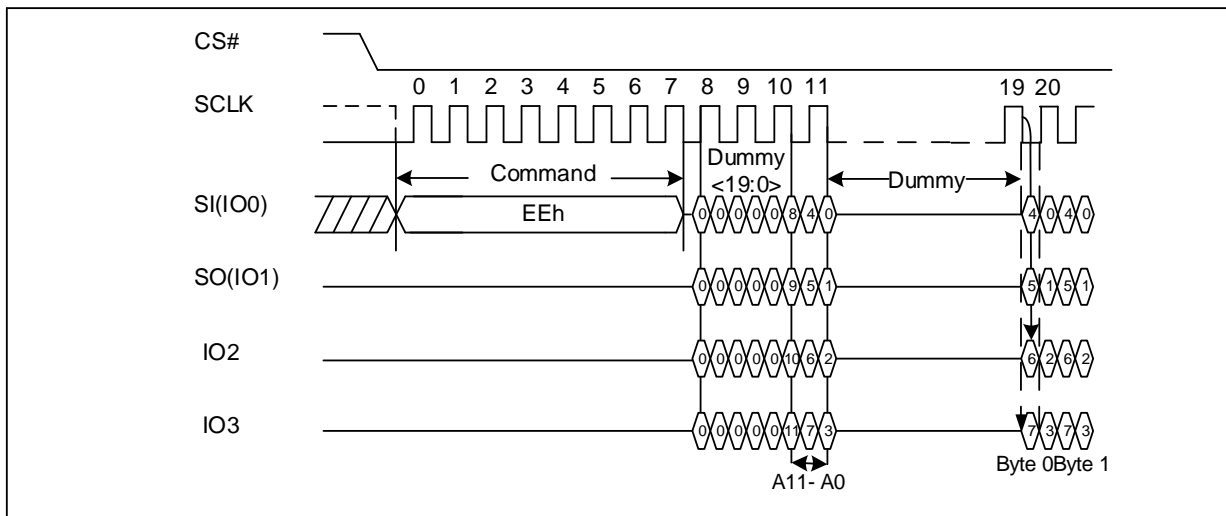 CS#
0 1 2 3 4 5 6 7 8 9 10 11 19 20
SCLK
Command
Dummy
<19:0>
Dummy
SI(IO0)
EEh
0 0 0 0 0 8 4 0 4 0 4 0
SO(IO1)
0 0 0 0 0 9 5 1 5 1 5 1
IO2
0 0 0 0 0 10 6 2 6 2 6 2
IO3
0 0 0 0 0 11 7 3 7 3 7 3
Byte 0Byte 1
A11- A0